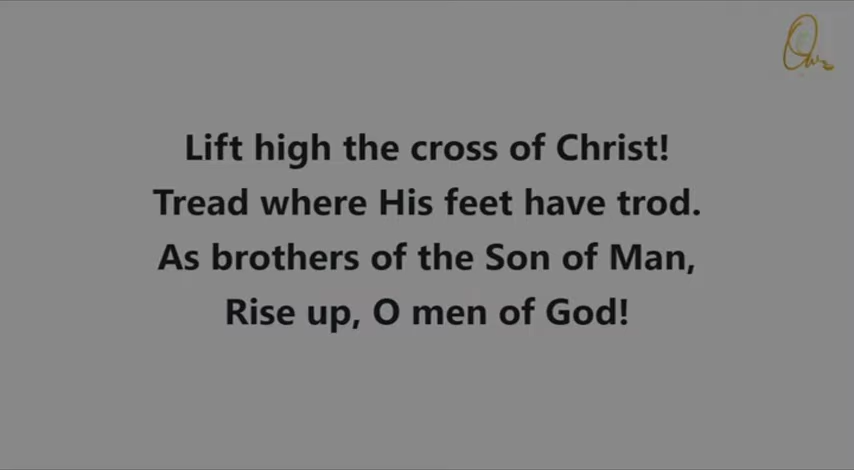 Lift high the cross of Christ!
Tread where His feet have trod.
As brothers of the Son of Man,
Rise up, O men of God!